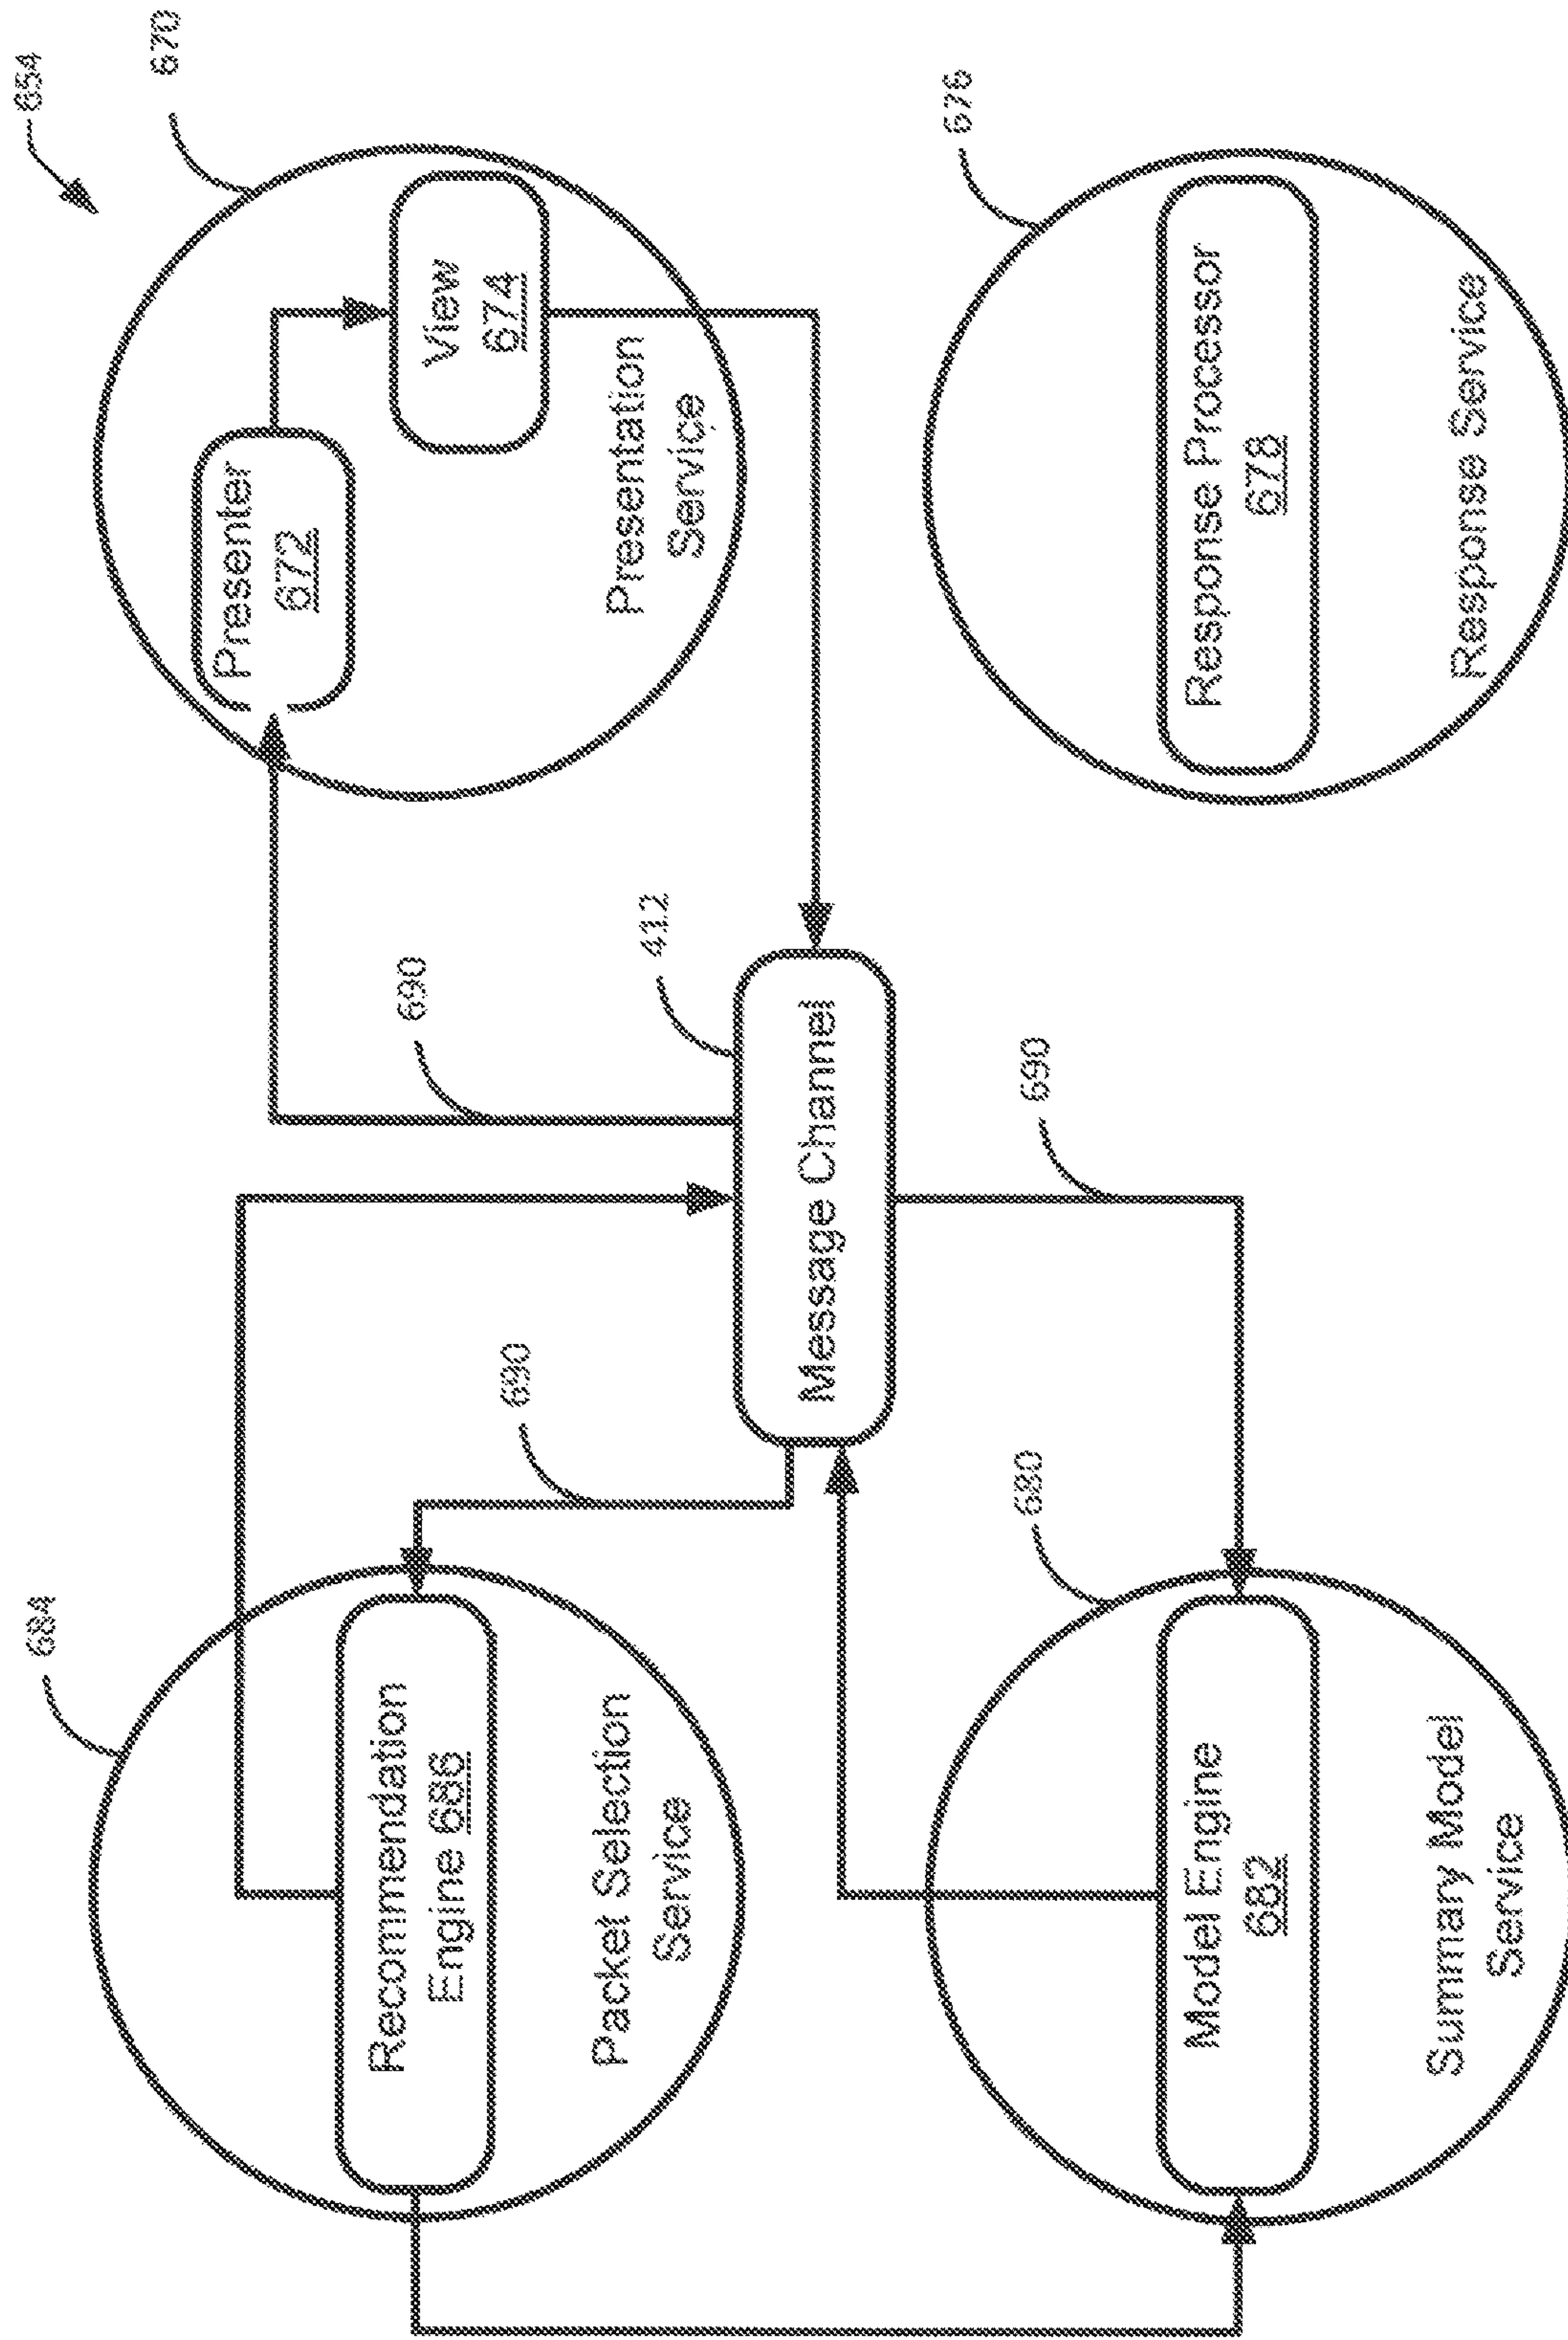 654
684
Recommendation
Engine 686
Packet Selection
Service
690
690
670
Presenter
672
View
674
Presentation
Service
412
Message Channel
680
Model Engine
682
Summary Model
Service
690
676
Response Processor
678
Response Service